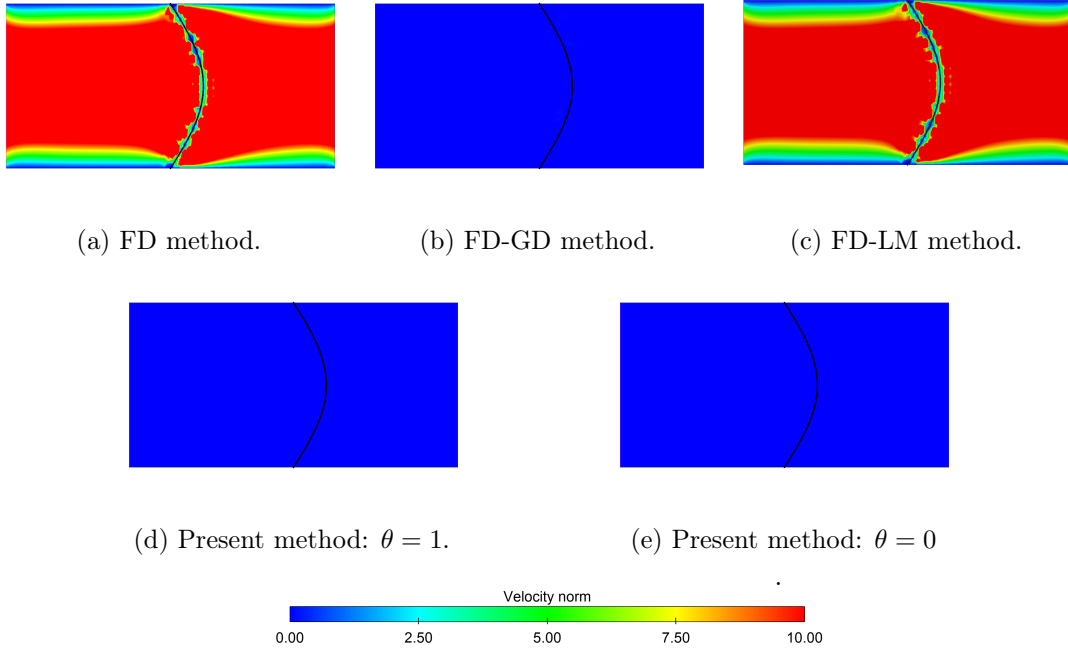 (a) FD method.
(b) FD-GD method.
(c) FD-LM method.
(d) Present method: θ = 1.
(e) Present method: θ = 0
.
Velocity norm
0.00 2.50 5.00 7.50 10.00